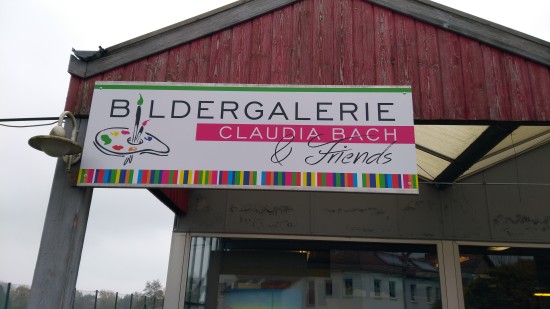 BILDERGALERIE
CLAUDIA BACH
& Friends